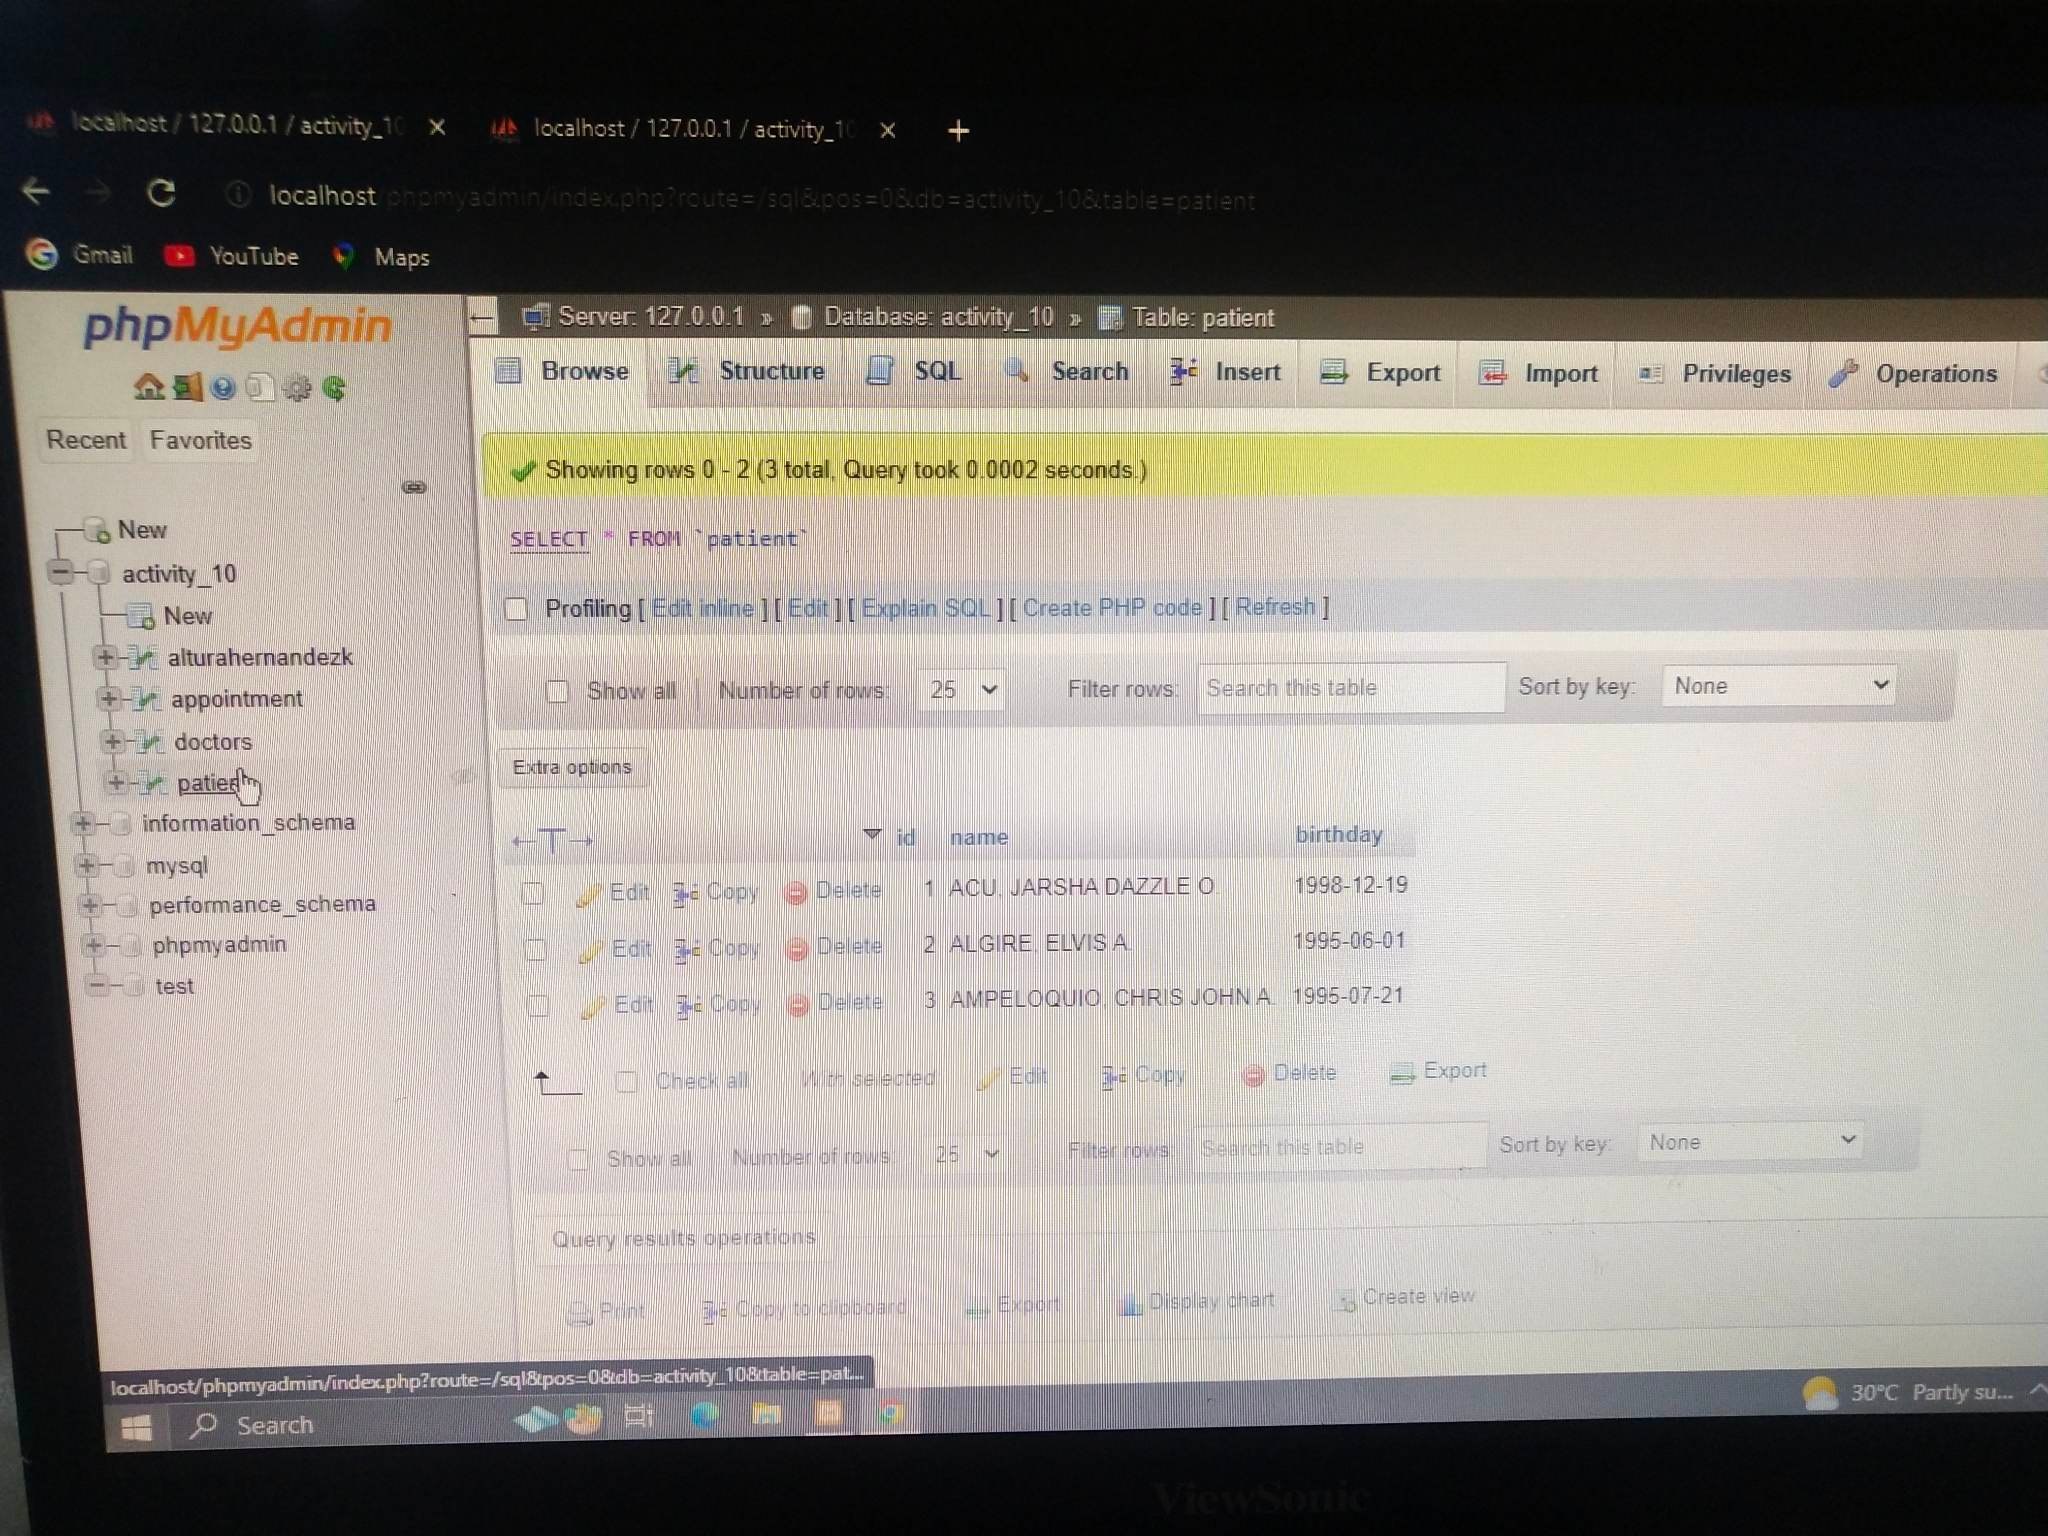 localhost / 127.0.0.1 / activity_10 localhost / 127.0.0.1 / activity_10
localhost/phpmyadmin/index.php?route=/sql&pos=0&db=activity_10&table=patient
Gmail YouTube Maps
phpMyAdmin
Recent Favorites
New
activity_10
New
alturahernandezk
appointment
doctors
information_schema
mysql
performance_schema
phpmyadmin
test
Server: 127.0.0.1 » Database: activity_10 » Table: patient
Browse Structure SQL Search Insert Export Import Privileges Operations
Showing rows 0 - 2 (3 total, Query took 0.0002 seconds.)
SELECT * FROM `patient`
Profiling [ Edit inline ] [ Edit ] [ Explain SQL ] [ Create PHP code ] [ Refresh ]
Show all Number of rows: 25 Filter rows: Search this table Sort by key: None
Extra options
←T→ id name birthday
Edit Copy Delete 1 ACU, JARSHA DAZZLE O. 1998-12-19
Edit Copy Delete 2 ALGIRE, ELVIS A. 1995-06-01
Edit Copy Delete 3 AMPELOQUIO, CHRIS JOHN A. 1995-07-21
Check all With selected Edit Copy Delete Export
Show all Number of rows: 25 Filter rows: Search this table Sort by key: None
Query results operations
Print Copy to clipboard Export Display chart Create view
localhost/phpmyadmin/index.php?route=/sql&pos=0&db=activity_10&table=pat...
Search 30°C Partly su...
ViewSonic